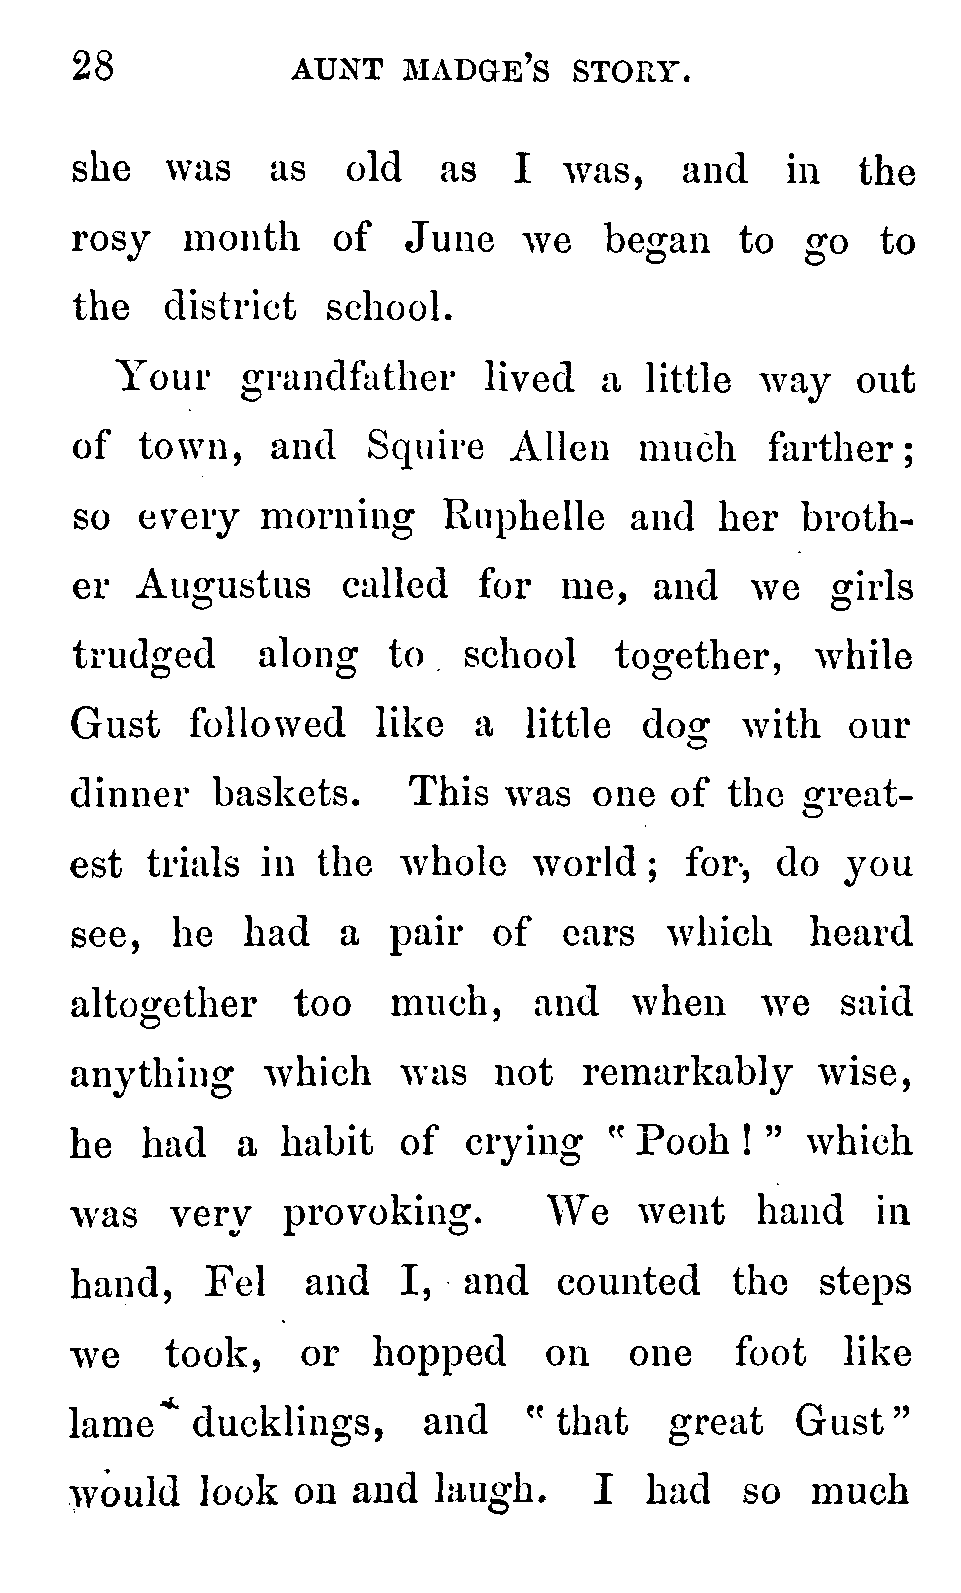 28 AUNT MADGE'S STORY.
she was as old as I was, and in the
rosy month of June we began to go to
the district school.
Your grandfather lived a little way out
of town, and Squire Allen much farther;
so every morning Ruphelle and her broth-
er Augustus called for me, and we girls
trudged along to school together, while
Gust followed like a little dog with our
dinner baskets. This was one of the great-
est trials in the whole world; for, do you
see, he had a pair of ears which heard
altogether too much, and when we said
anything which was not remarkably wise,
he had a habit of crying "Pooh!" which
was very provoking. We went hand in
hand, Fel and I, and counted the steps
we took, or hopped on one foot like
lame ducklings, and "that great Gust"
would look on and laugh. I had so much